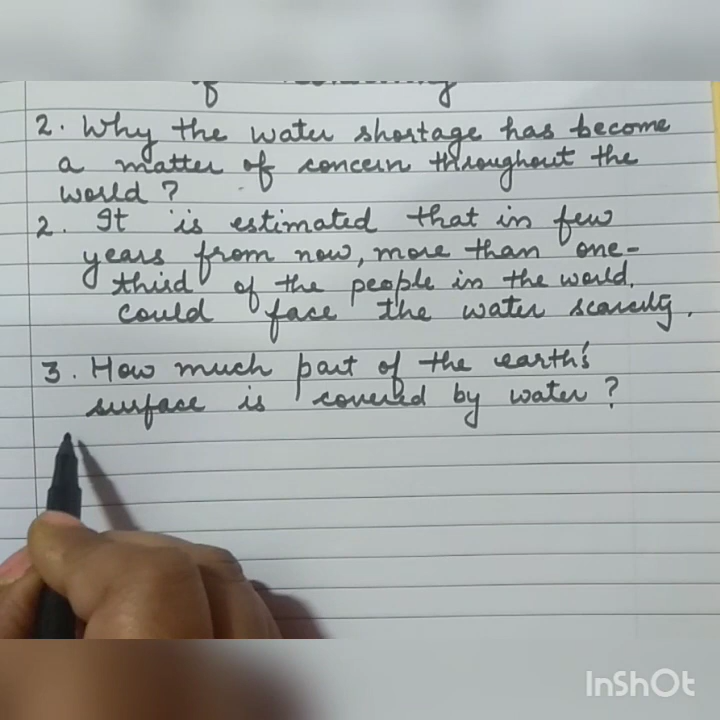 2. Why the water shortage has become
a matter of concern throughout the
world ?
2. It is estimated that in few
years from now, more than one-
third of the people in the world.
could face the water scarcity.
3. How much part of the earth's
surface is covered by water ?
InShOt